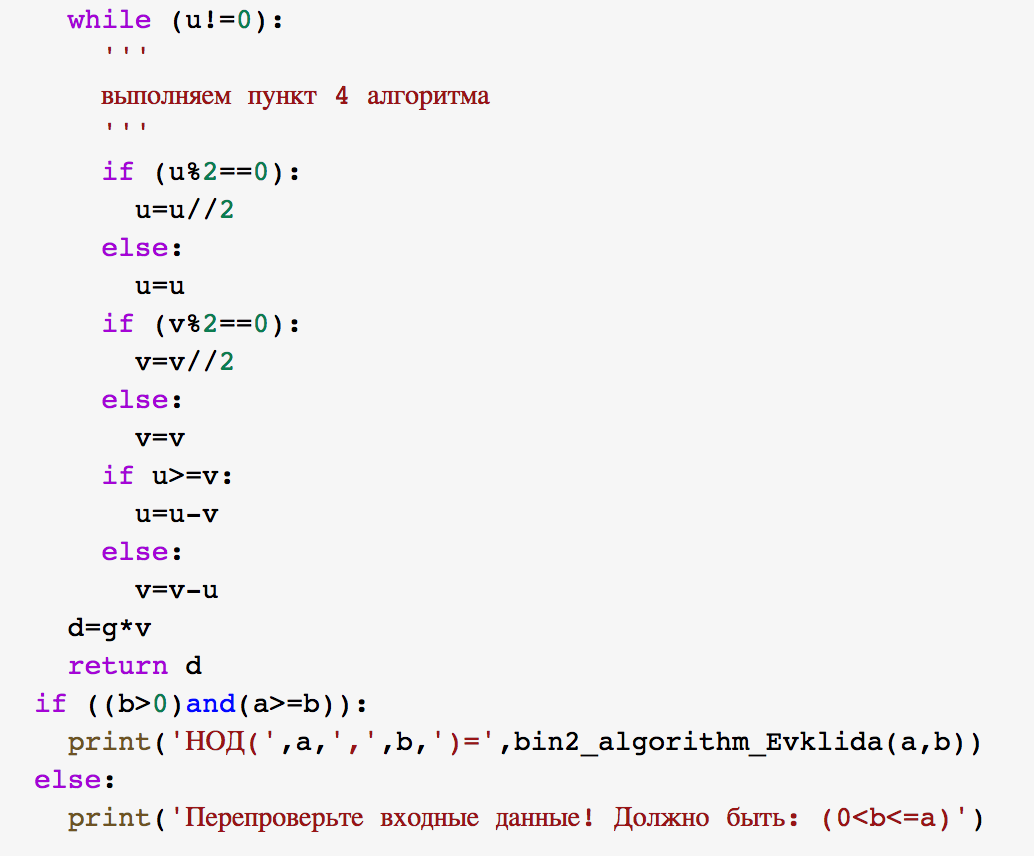 while (u!=0):
'''
выполняем пункт 4 алгоритма
'''
if (u%2==0):
u=u//2
else:
u=u
if (v%2==0):
v=v//2
else:
v=v
if u>=v:
u=u-v
else:
v=v-u
d=g*v
return d
if ((b>0)and(a>=b)):
print('НОД(',a,',',b,')=',bin2_algorithm_Evklida(a,b))
else:
print('Перепроверьте входные данные! Должно быть: (0<b<=a)')